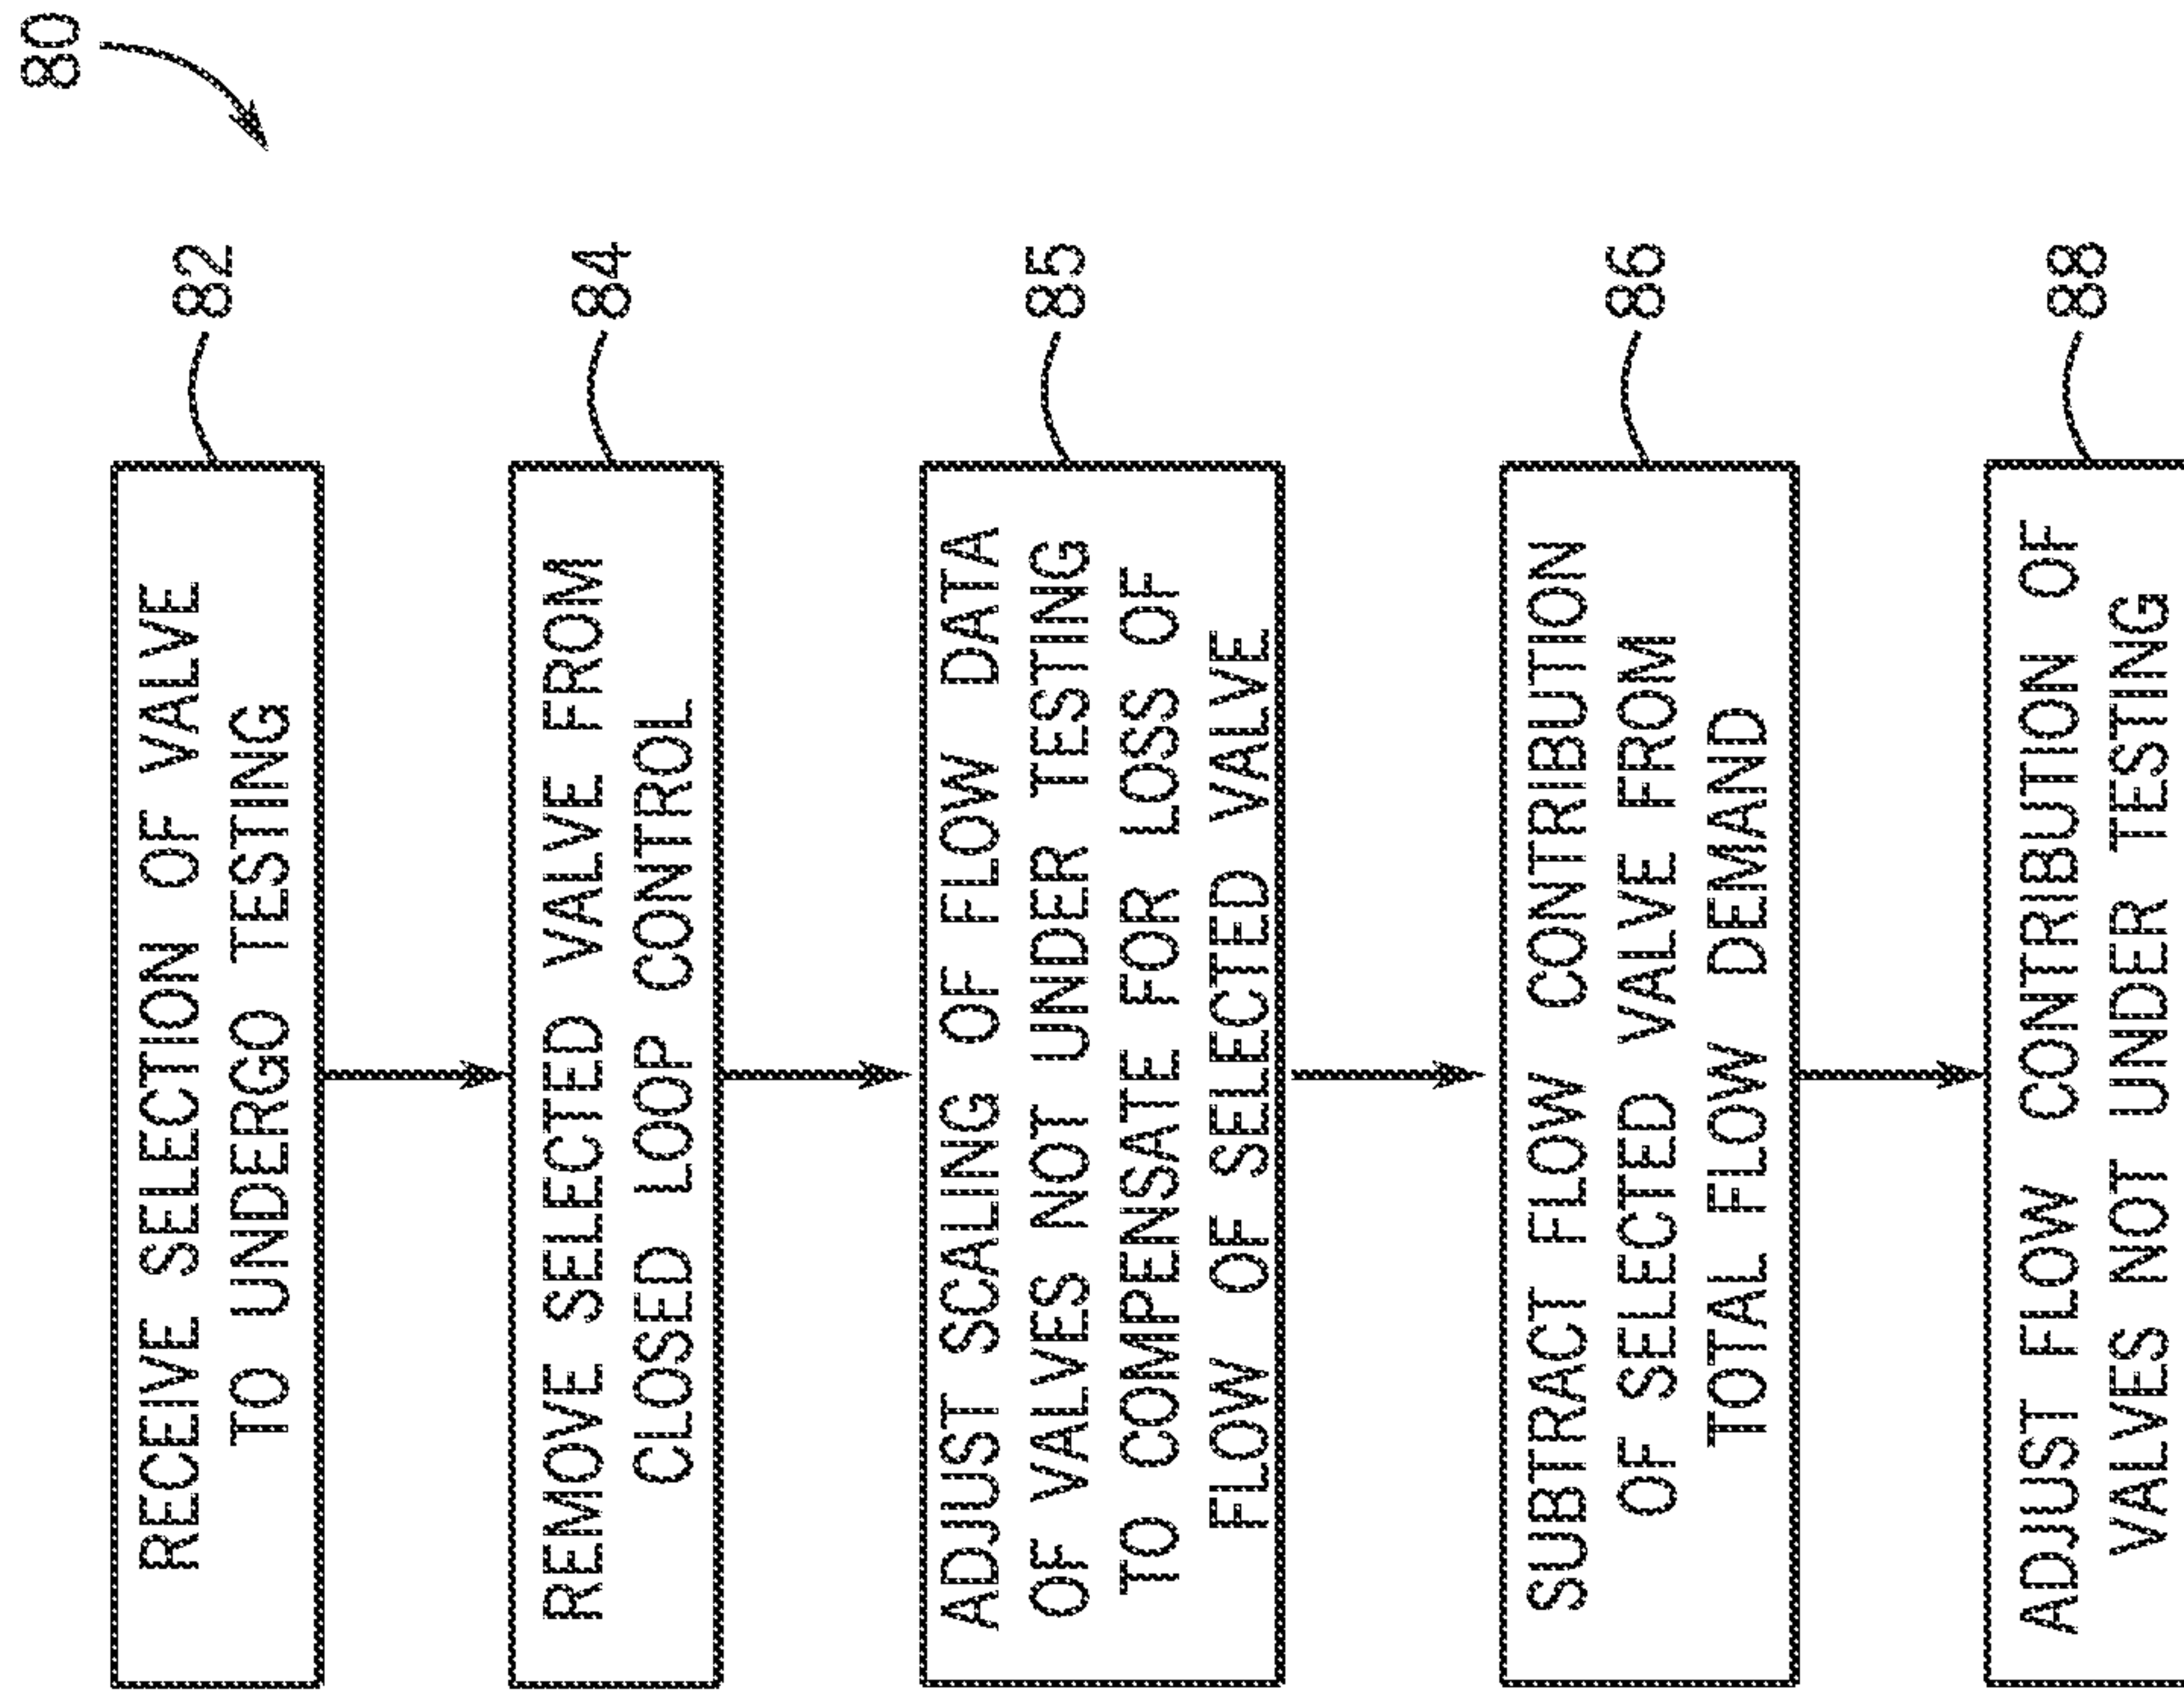 80
RECEIVE SELECTION OF VALVE
TO UNDERGO TESTING
82
REMOVE SELECTED VALVE FROM
CLOSED LOOP CONTROL
84
ADJUST SCALING OF FLOW DATA
OF VALVES NOT UNDER TESTING
TO COMPENSATE FOR LOSS OF
FLOW OF SELECTED VALVE
85
SUBTRACT FLOW CONTRIBUTION
OF SELECTED VALVE FROM
TOTAL FLOW DEMAND
86
ADJUST FLOW CONTRIBUTION OF
VALVES NOT UNDER TESTING
88